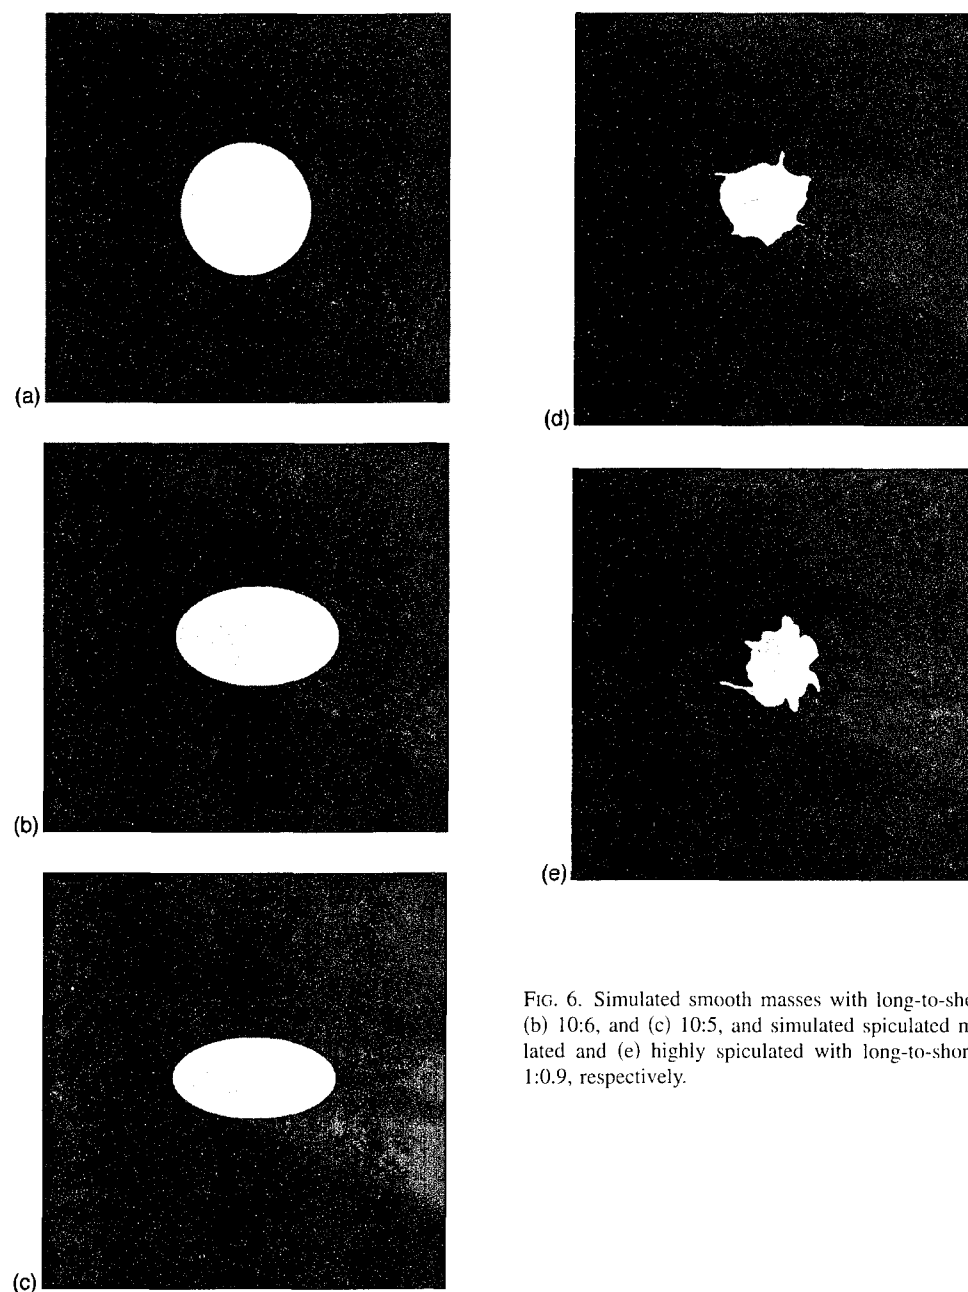 (a)
(b)
(c)
(d)
(e)
FIG. 6. Simulated smooth masses with long-to-sho
(b) 10:6, and (c) 10:5, and simulated spiculated m
lated and (e) highly spiculated with long-to-shor
1:0.9, respectively.